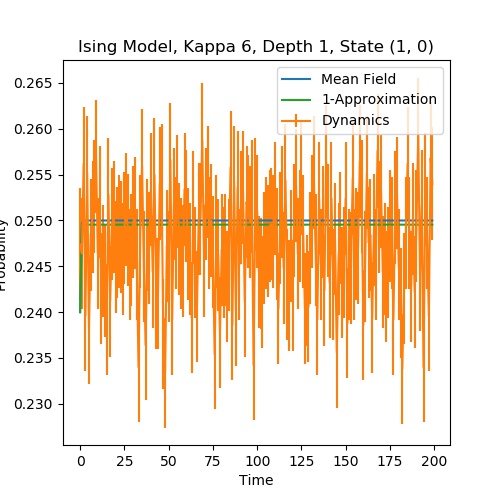 Ising Model, Kappa 6, Depth 1, State (1, 0)
Mean Field
1-Approximation
Dynamics
0.265
0.260
0.255
0.250
0.245
0.240
0.235
0.230
Probability
0 25 50 75 100 125 150 175 200
Time